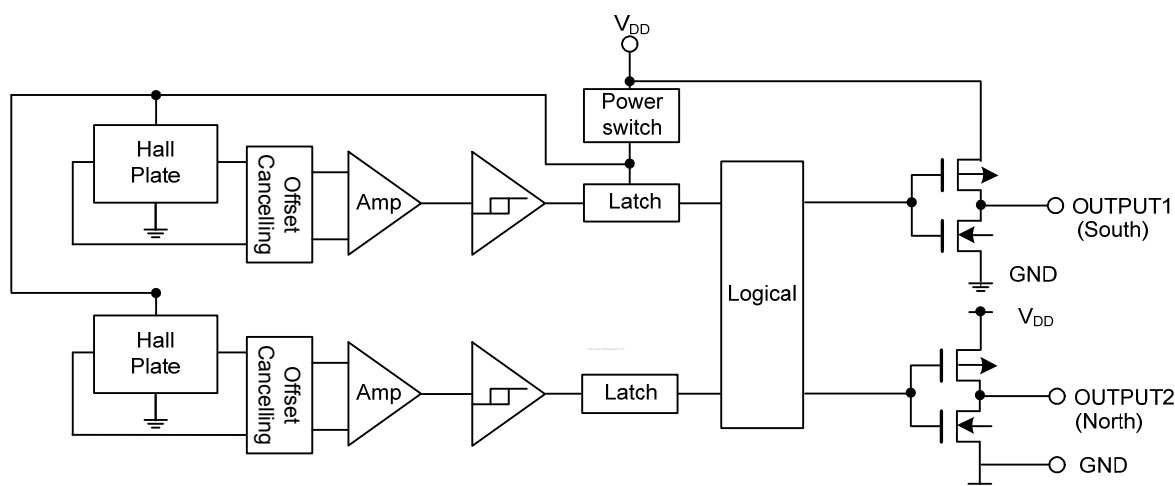 VDD
Power
switch
Hall
Plate
Offset
Cancelling
Amp
Latch
Logical
OUTPUT1
(South)
GND
VDD
Hall
Plate
Offset
Cancelling
Amp
Latch
OUTPUT2
(North)
GND